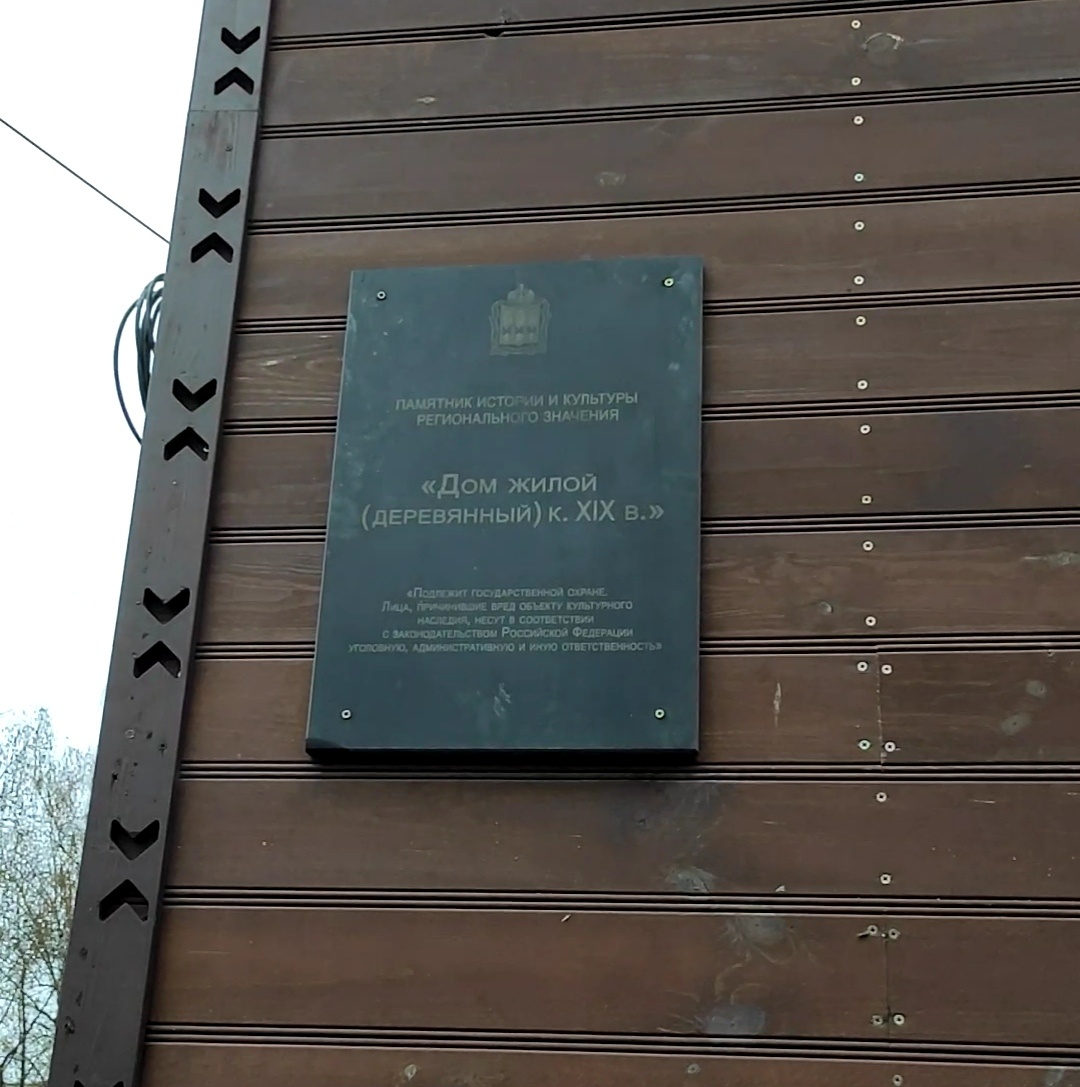 ПАМЯТНИК ИСТОРИИ И КУЛЬТУРЫ
РЕГИОНАЛЬНОГО ЗНАЧЕНИЯ
«Дом жилой
(деревянный) к. XIX в.»
«Подлежит государственной охране.
Лица, причинившие вред объекту культурного
наследия, несут в соответствии
с законодательством Российской Федерации
уголовную, административную и иную ответственность»